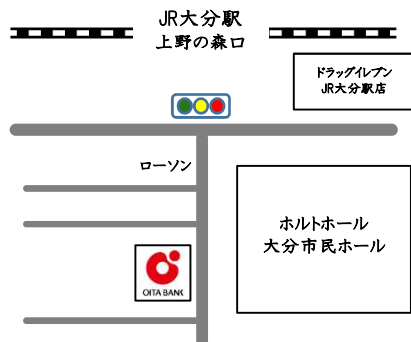 JR大分駅
上野の森口
ドラッグイレブン
JR大分駅店
ローソン
ホルトホール
大分市民ホール
OITA BANK